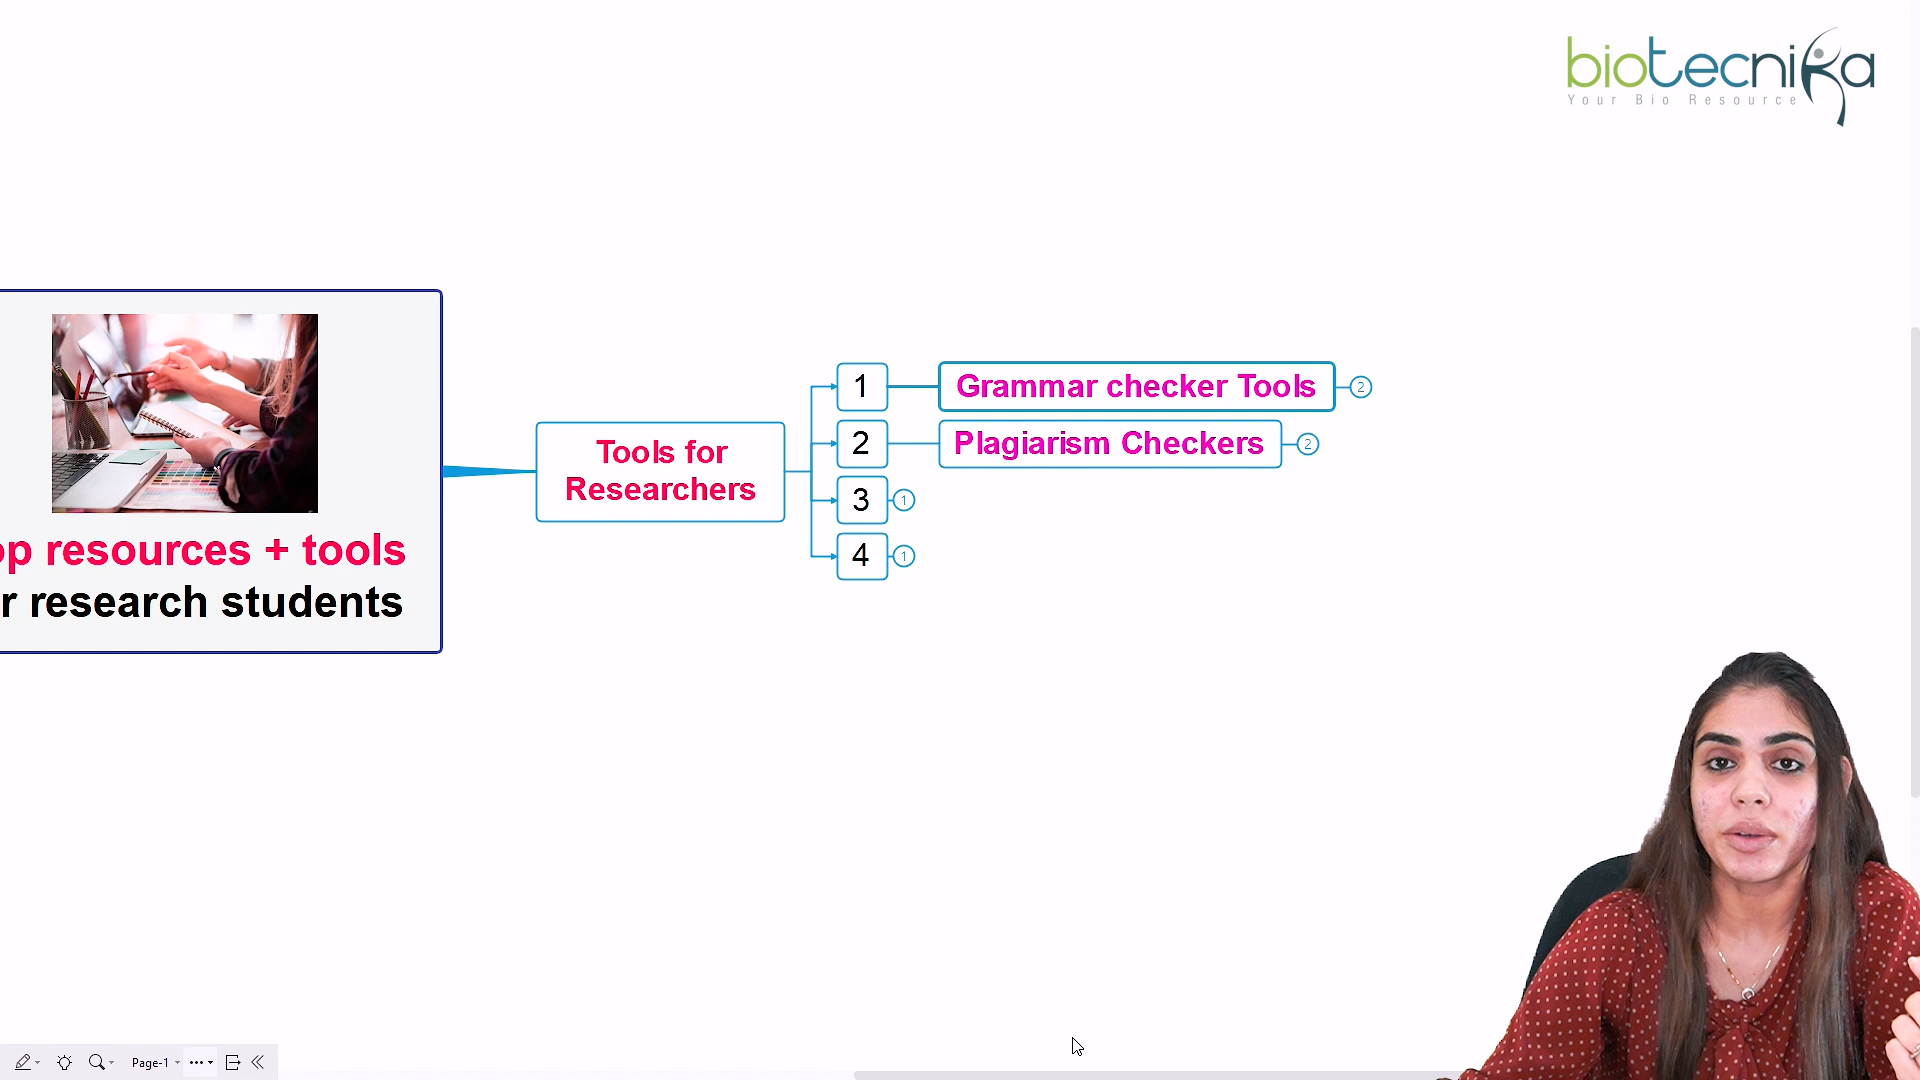 biotecnika
Your Bio Resource
1
Grammar checker Tools
2
2
Plagiarism Checkers
2
Tools for
Researchers
3
1
4
1
op resources + tools
r research students
Page-1